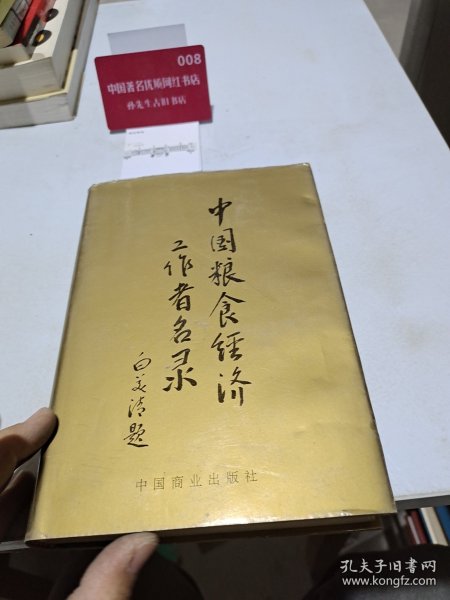 008
中国著名优质网红书店
孙先生古旧书店
中国粮食经济
工作者名录
白美清题
中国商业出版社
孔夫子旧书网
www.kongfz.com